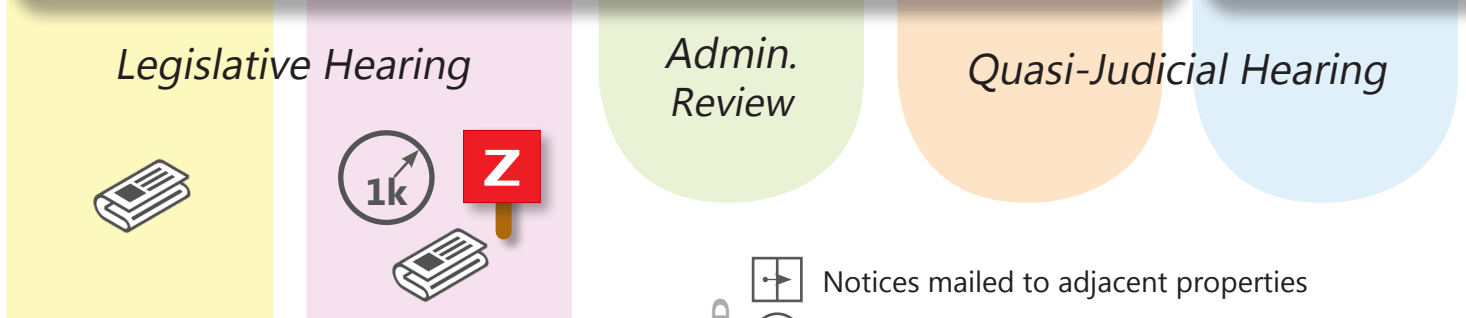 Legislative Hearing
Admin.
Review
Quasi-Judicial Hearing
1k
Z
Notices mailed to adjacent properties
D